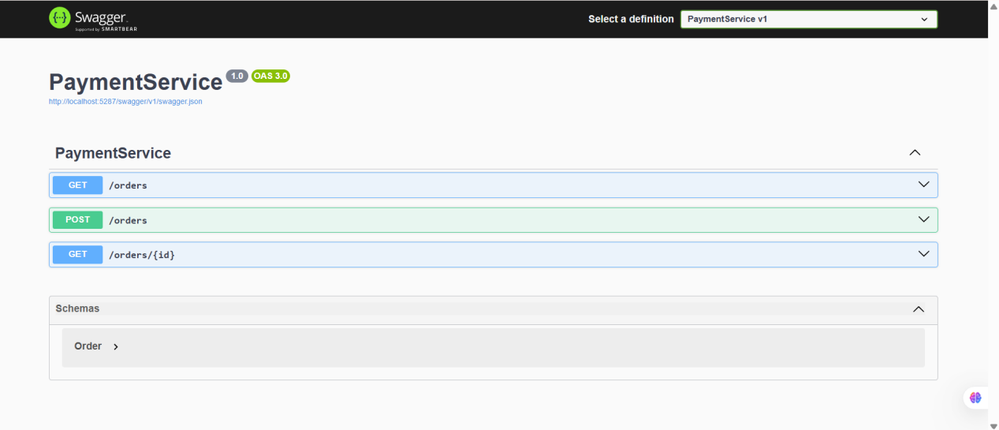 Swagger.
Supported by SMARTBEAR
Select a definition
PaymentService v1
PaymentService 1.0 OAS 3.0
http://localhost:5287/swagger/v1/swagger.json
PaymentService
GET /orders
POST /orders
GET /orders/{id}
Schemas
Order